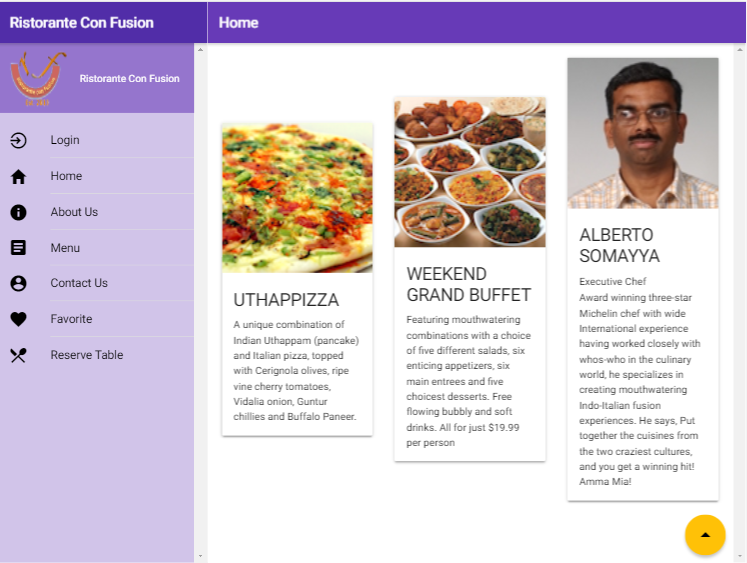 Ristorante Con Fusion
Home
Ristorante Con Fusion
Login
Home
About Us
Menu
Contact Us
Favorite
Reserve Table
UTHAPPIZZA
A unique combination of
Indian Uthappam (pancake)
and Italian pizza, topped
with Cerignola olives, ripe
vine cherry tomatoes,
Vidalia onion, Guntur
chillies and Buffalo Paneer.
WEEKEND
GRAND BUFFET
Featuring mouthwatering
combinations with a choice
of five different salads, six
enticing appetizers, six
main entrees and five
choicest desserts. Free
flowing bubbly and soft
drinks. All for just $19.99
per person
ALBERTO
SOMAYYA
Executive Chef
Award winning three-star
Michelin chef with wide
International experience
having worked closely with
whos-who in the culinary
world, he specializes in
creating mouthwatering
Indo-Italian fusion
experiences. He says, Put
together the cuisines from
the two craziest cultures,
and you get a winning hit!
Amma Mia!